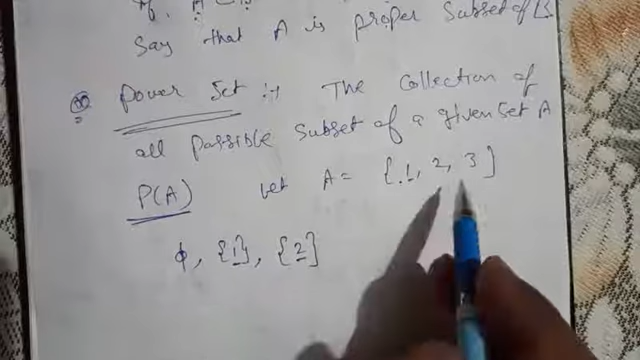 If A
Say that A is proper Subset of B
Power Set :- The Collection of
all possible Subset of a given Set A
P(A) Let A = {1, 2, 3}
ϕ, {1}, {2}